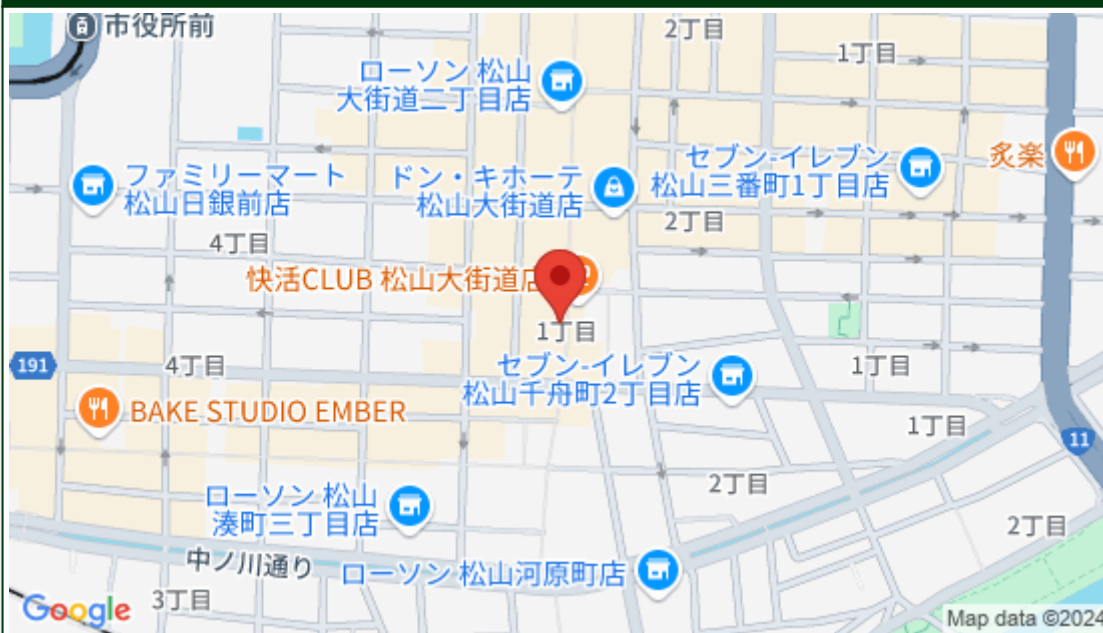 市役所前
2丁目
1丁目
ローソン 松山
大街道二丁目店
セブン-イレブン
松山三番町1丁目店
炙楽
ファミリーマート
松山日銀前店
ドン・キホーテ
松山大街道店
2丁目
4丁目
快活CLUB 松山大街道店
1丁目
191
4丁目
セブン-イレブン
松山千舟町2丁目店
1丁目
BAKE STUDIO EMBER
1丁目
11
2丁目
ローソン 松山
湊町三丁目店
2丁目
中ノ川通り
ローソン 松山河原町店
3丁目
Google
Map data ©2024